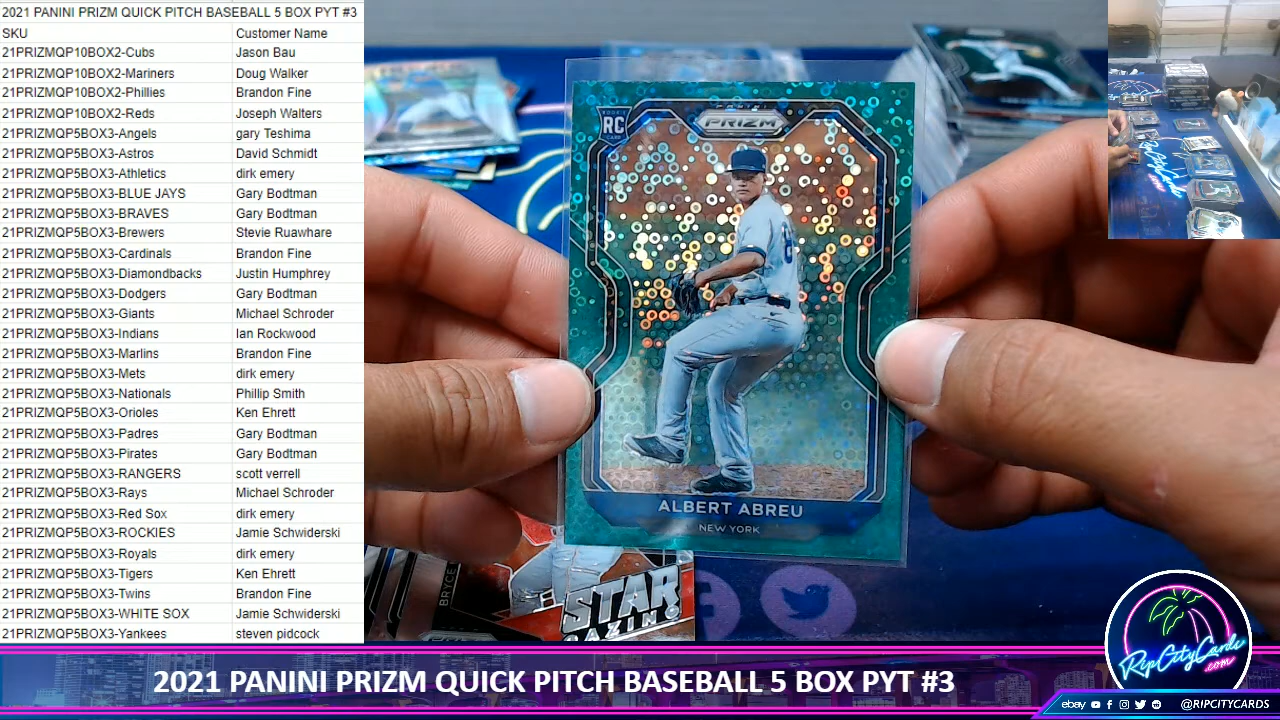 2021 PANINI PRIZM QUICK PITCH BASEBALL 5 BOX PYT #3
SKU Customer Name
21PRIZMQP10BOX2-Cubs Jason Bau
21PRIZMQP10BOX2-Mariners Doug Walker
21PRIZMQP10BOX2-Phillies Brandon Fine
21PRIZMQP10BOX2-Reds Joseph Walters
21PRIZMQP5BOX3-Angels gary Teshima
21PRIZMQP5BOX3-Astros David Schmidt
21PRIZMQP5BOX3-Athletics dirk emery
21PRIZMQP5BOX3-BLUE JAYS Gary Bodtman
21PRIZMQP5BOX3-BRAVES Gary Bodtman
21PRIZMQP5BOX3-Brewers Stevie Ruawhare
21PRIZMQP5BOX3-Cardinals Brandon Fine
21PRIZMQP5BOX3-Diamondbacks Justin Humphrey
21PRIZMQP5BOX3-Dodgers Gary Bodtman
21PRIZMQP5BOX3-Giants Michael Schroder
21PRIZMQP5BOX3-Indians Ian Rockwood
21PRIZMQP5BOX3-Marlins Brandon Fine
21PRIZMQP5BOX3-Mets dirk emery
21PRIZMQP5BOX3-Nationals Phillip Smith
21PRIZMQP5BOX3-Orioles Ken Ehrett
21PRIZMQP5BOX3-Padres Gary Bodtman
21PRIZMQP5BOX3-Pirates Gary Bodtman
21PRIZMQP5BOX3-RANGERS scott verrell
21PRIZMQP5BOX3-Rays Michael Schroder
21PRIZMQP5BOX3-Red Sox dirk emery
21PRIZMQP5BOX3-ROCKIES Jamie Schwiderski
21PRIZMQP5BOX3-Royals dirk emery
21PRIZMQP5BOX3-Tigers Ken Ehrett
21PRIZMQP5BOX3-Twins Brandon Fine
21PRIZMQP5BOX3-WHITE SOX Jamie Schwiderski
21PRIZMQP5BOX3-Yankees steven pidcock
PRIZM
RC
ALBERT ABREU
NEW YORK
BRYCE
STAR
RipCityCards
.com
2021 PANINI PRIZM QUICK PITCH BASEBALL 5 BOX PYT #3
ebay @RIPCITYCARDS